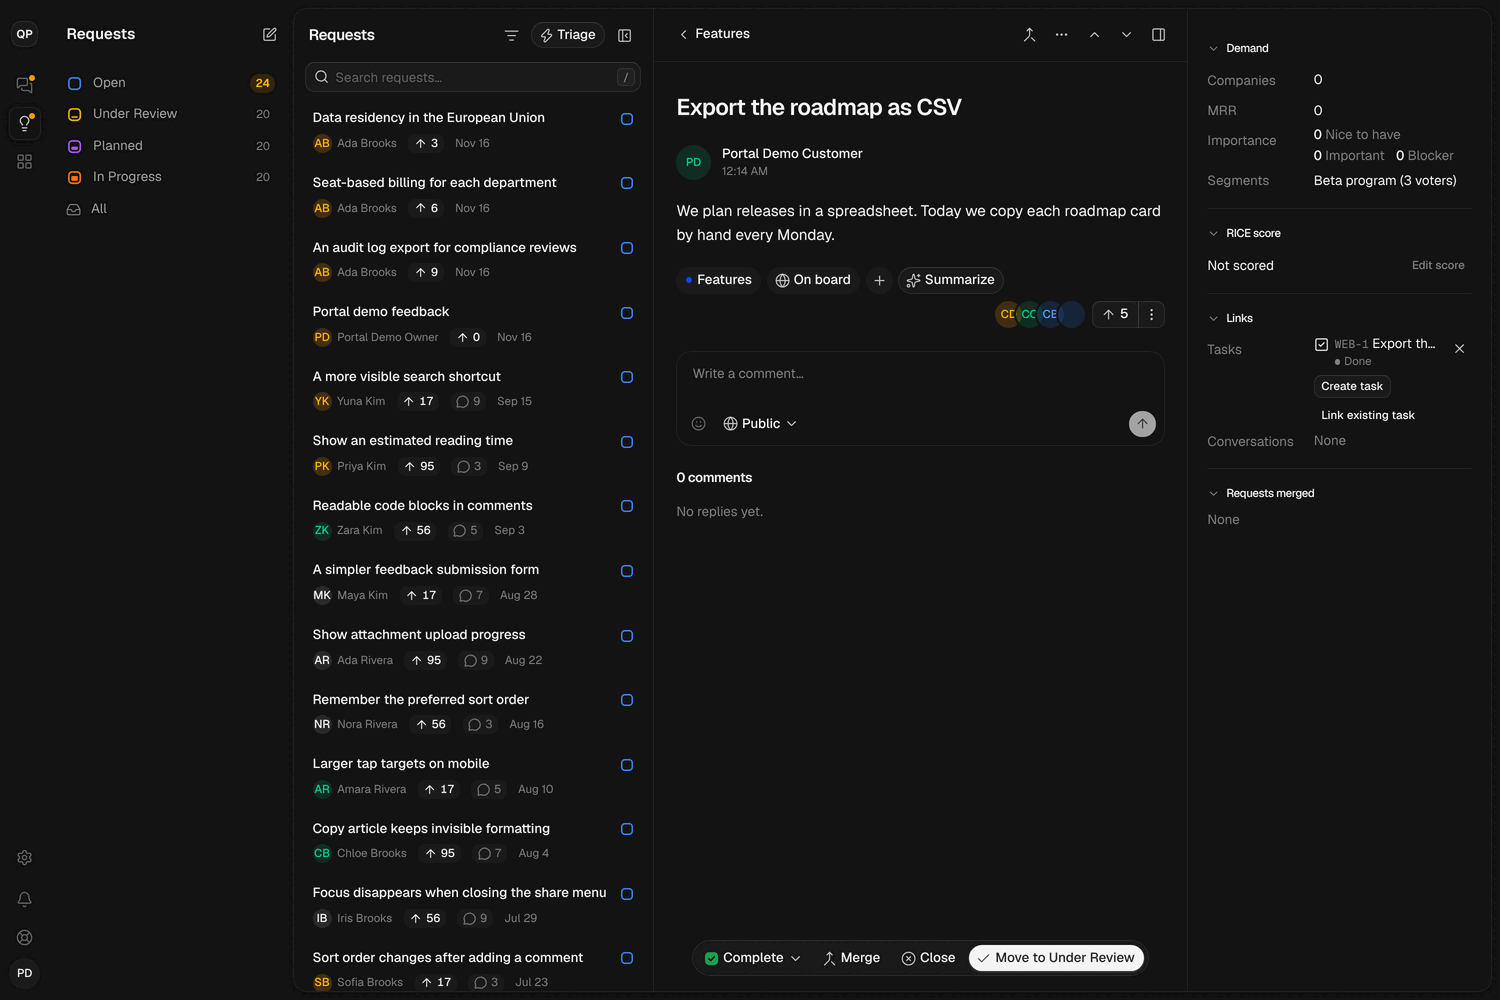 QP
Requests
Open
24
Under Review
20
Planned
20
In Progress
20
All
PD
Requests
Triage
Search requests...
/
Data residency in the European Union
AB Ada Brooks 3 Nov 16
Seat-based billing for each department
AB Ada Brooks 6 Nov 16
An audit log export for compliance reviews
AB Ada Brooks 9 Nov 16
Portal demo feedback
PD Portal Demo Owner 0 Nov 16
A more visible search shortcut
YK Yuna Kim 17 9 Sep 15
Show an estimated reading time
PK Priya Kim 95 3 Sep 9
Readable code blocks in comments
ZK Zara Kim 56 5 Sep 3
A simpler feedback submission form
MK Maya Kim 17 7 Aug 28
Show attachment upload progress
AR Ada Rivera 95 9 Aug 22
Remember the preferred sort order
NR Nora Rivera 56 3 Aug 16
Larger tap targets on mobile
AR Amara Rivera 17 5 Aug 10
Copy article keeps invisible formatting
CB Chloe Brooks 95 7 Aug 4
Focus disappears when closing the share menu
IB Iris Brooks 56 9 Jul 29
Sort order changes after adding a comment
SB Sofia Brooks 17 3 Jul 23
Features
Export the roadmap as CSV
PD
Portal Demo Customer
12:14 AM
We plan releases in a spreadsheet. Today we copy each roadmap card
by hand every Monday.
Features On board + Summarize
5
Write a comment...
Public
0 comments
No replies yet.
Complete Merge Close Move to Under Review
Demand
Companies 0
MRR 0
Importance 0 Nice to have
0 Important 0 Blocker
Segments Beta program (3 voters)
RICE score
Not scored Edit score
Links
Tasks WEB-1 Export th...
Done
Create task
Link existing task
Conversations None
Requests merged
None